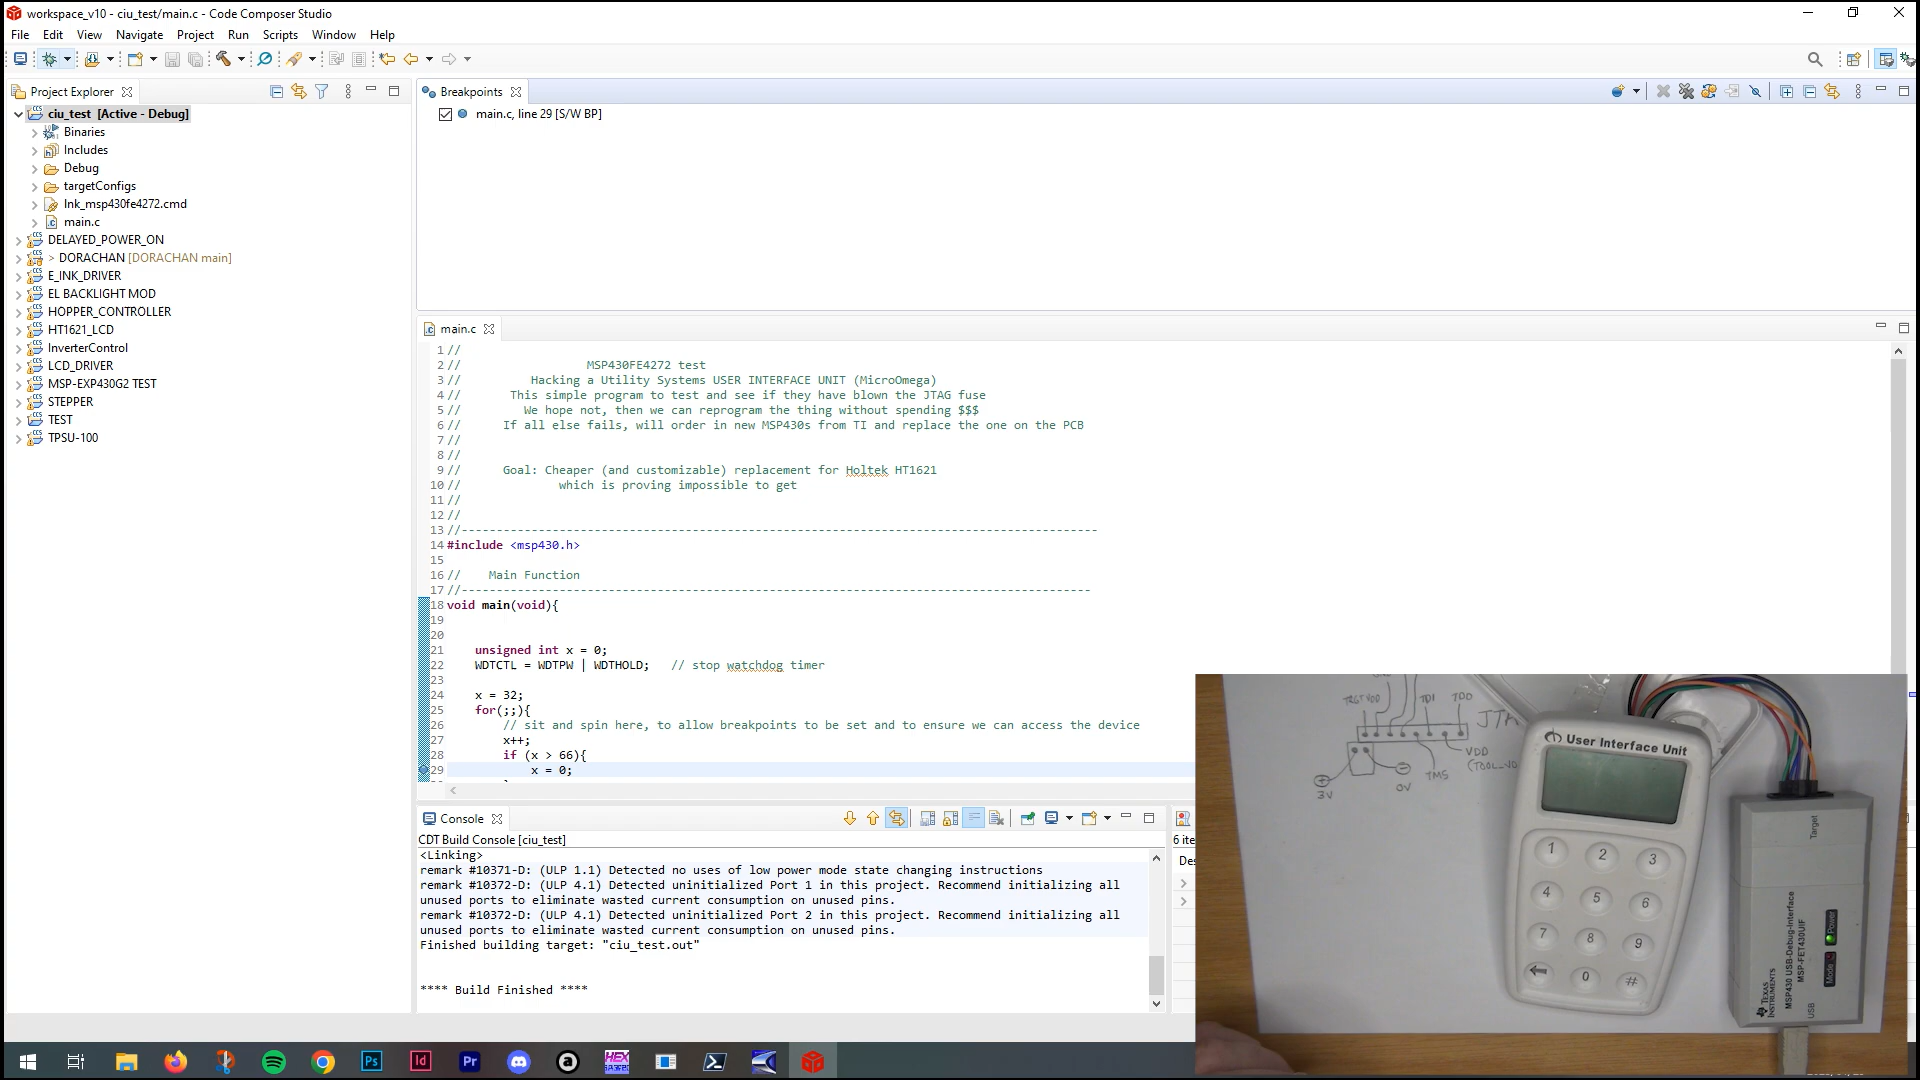 workspace_v10 - ciu_test/main.c - Code Composer Studio
File Edit View Navigate Project Run Scripts Window Help
Project Explorer
ciu_test [Active - Debug]
Binaries
Includes
Debug
targetConfigs
lnk_msp430fe4272.cmd
main.c
DELAYED_POWER_ON
> DORACHAN [DORACHAN main]
E_INK_DRIVER
EL BACKLIGHT MOD
HOPPER_CONTROLLER
HT1621_LCD
InverterControl
LCD_DRIVER
MSP-EXP430G2 TEST
STEPPER
TEST
TPSU-100
Breakpoints
main.c, line 29 [S/W BP]
main.c
1 //
2 // MSP430FE4272 test
3 // Hacking a Utility Systems USER INTERFACE UNIT (MicroOmega)
4 // This simple program to test and see if they have blown the JTAG fuse
5 // We hope not, then we can reprogram the thing without spending $$$
6 // If all else fails, will order in new MSP430s from TI and replace the one on the PCB
7 //
8 //
9 // Goal: Cheaper (and customizable) replacement for Holtek HT1621
10 // which is proving impossible to get
11 //
12 //
13 //--------------------------------------------------------------------------------------------
14 #include <msp430.h>
15
16 // Main Function
17 //-------------------------------------------------------------------------------------------
18 void main(void){
19
20
21 unsigned int x = 0;
22 WDTCTL = WDTPW | WDTHOLD; // stop watchdog timer
23
24 x = 32;
25 for(;;){
26 // sit and spin here, to allow breakpoints to be set and to ensure we can access the device
27 x++;
28 if (x > 66){
29 x = 0;
Console
CDT Build Console [ciu_test]
<Linking>
remark #10371-D: (ULP 1.1) Detected no uses of low power mode state changing instructions
remark #10372-D: (ULP 4.1) Detected uninitialized Port 1 in this project. Recommend initializing all
unused ports to eliminate wasted current consumption on unused pins.
remark #10372-D: (ULP 4.1) Detected uninitialized Port 2 in this project. Recommend initializing all
unused ports to eliminate wasted current consumption on unused pins.
Finished building target: "ciu_test.out"
**** Build Finished ****
6 ite
Des
TRGT VDD
TDI
TDO
JTA
VDD
TMS
3V
0V
User Interface Unit
1 2 3
4 5 6
7 8 9
0 #
Target
TEXAS INSTRUMENTS
MSP430 USB-Debug-Interface
MSP-FET430UIF
Mode
Power
USB
Ps
Id
Pr
a
HEX